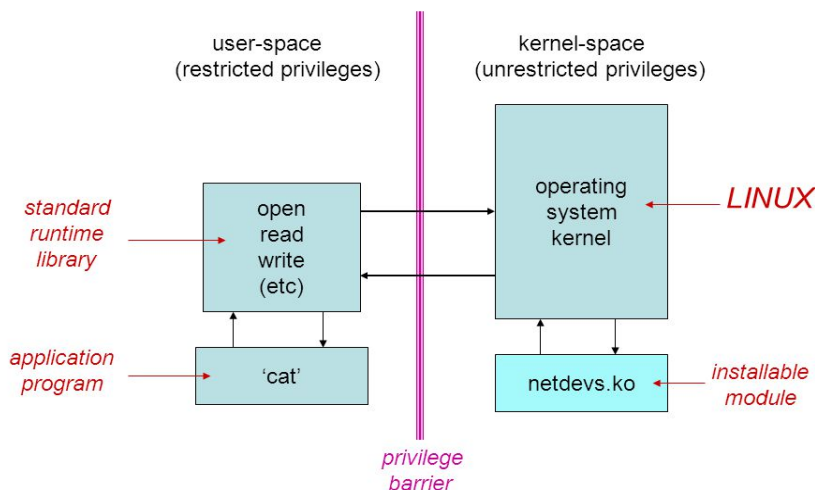 user-space
(restricted privileges)
kernel-space
(unrestricted privileges)
standard
runtime
library
open
read
write
(etc)
operating
system
kernel
LINUX
application
program
‘cat’
netdevs.ko
installable
module
privilege
barrier